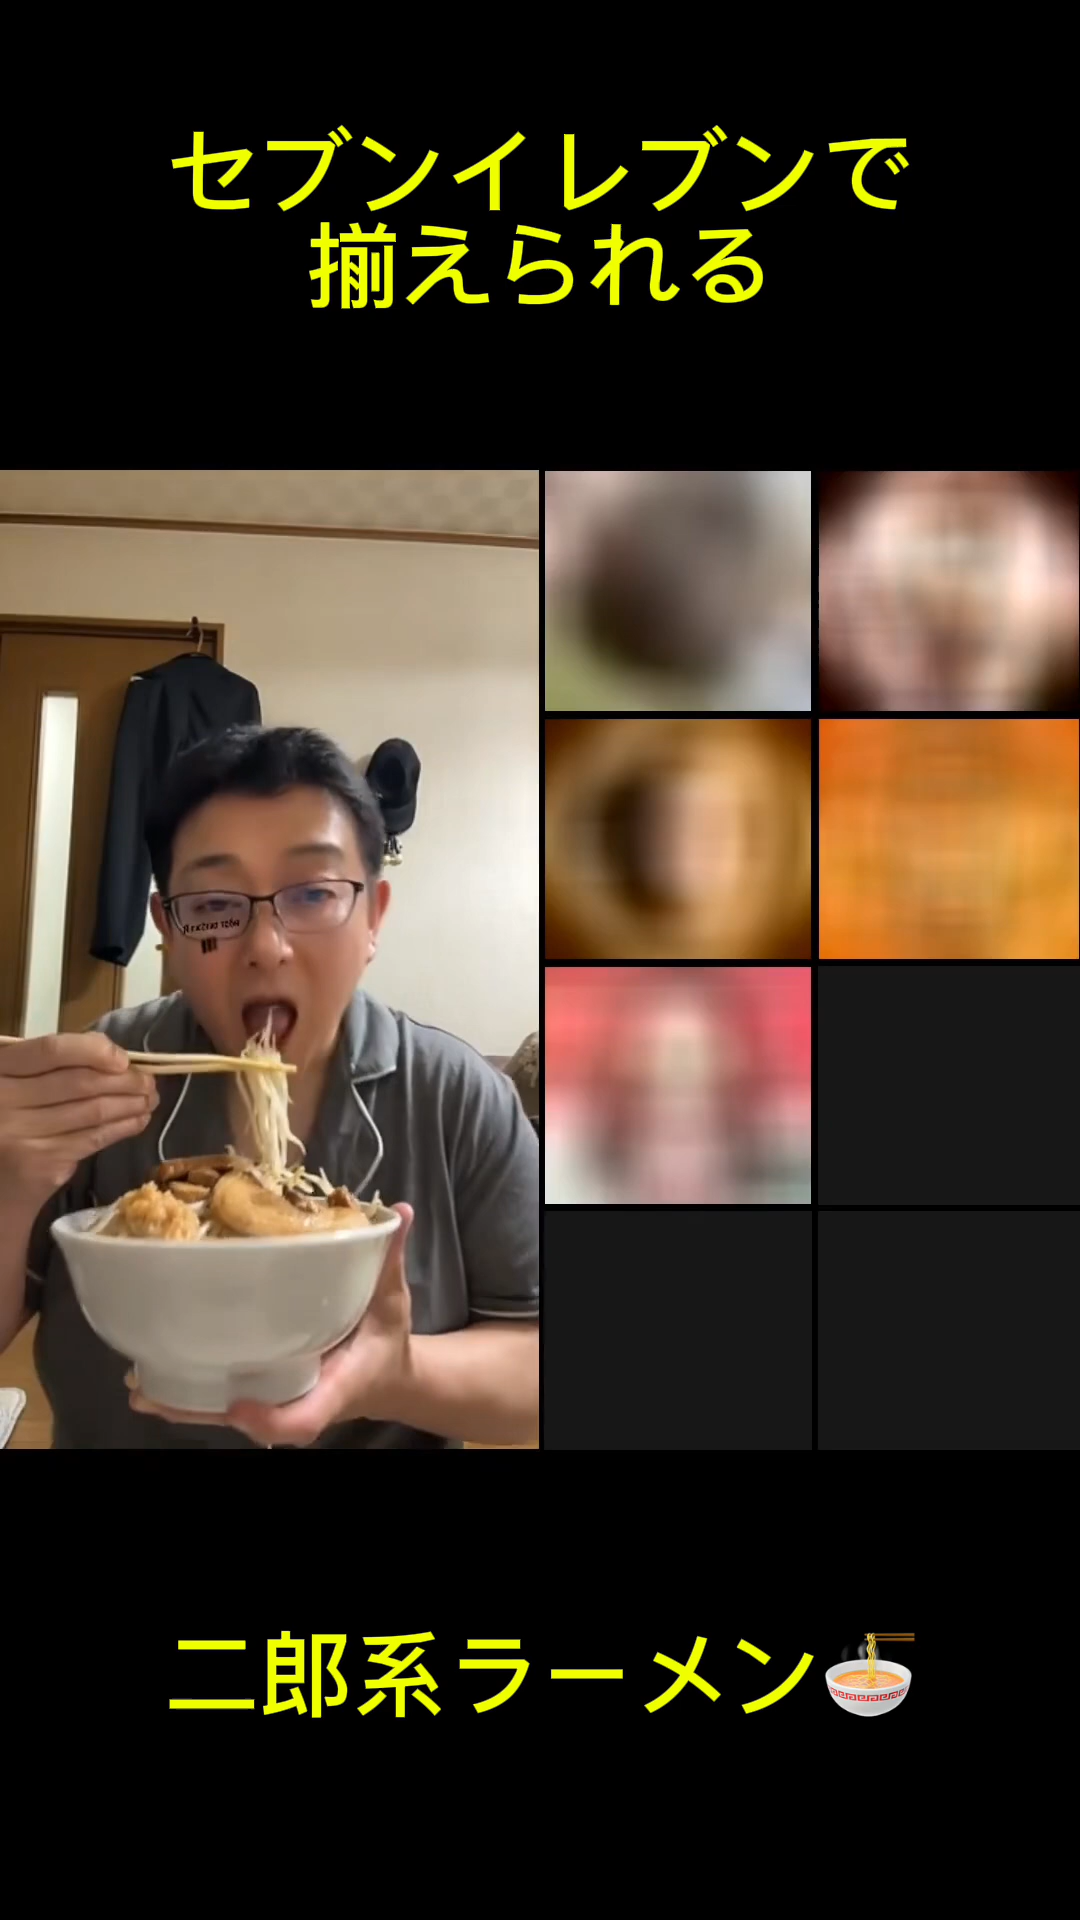 セブンイレブンで
揃えられる
二郎系ラーメン🍜